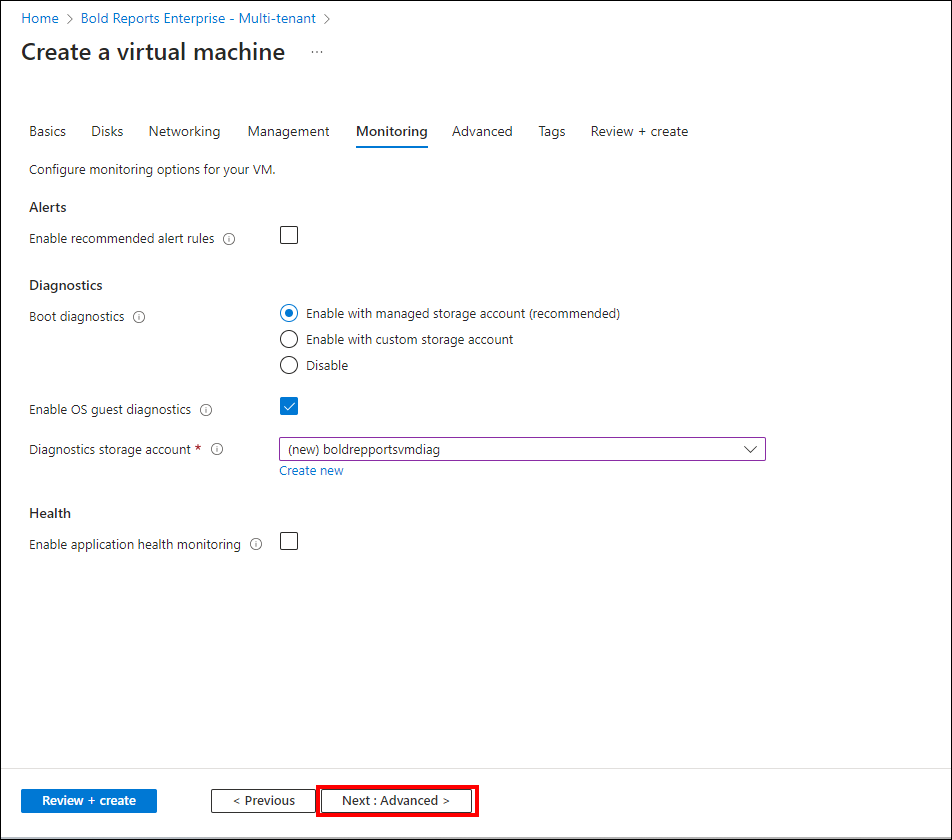 Home > Bold Reports Enterprise - Multi-tenant >
Create a virtual machine ...
Basics Disks Networking Management Monitoring Advanced Tags Review + create
Configure monitoring options for your VM.
Alerts
Enable recommended alert rules
Diagnostics
Boot diagnostics
Enable with managed storage account (recommended)
Enable with custom storage account
Disable
Enable OS guest diagnostics
Diagnostics storage account *
(new) boldrepportsvmdiag
Create new
Health
Enable application health monitoring
Review + create < Previous Next : Advanced >